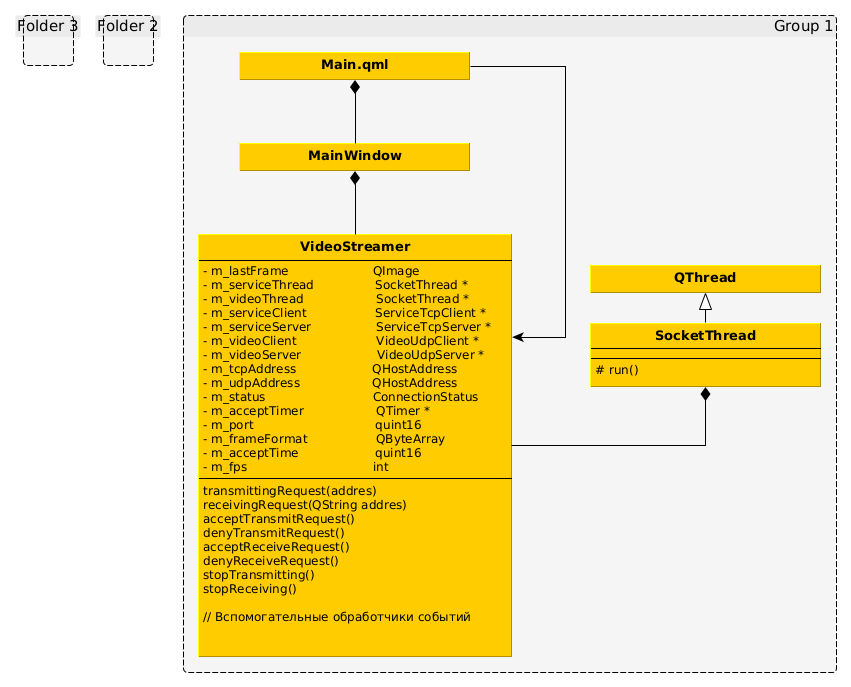 Folder 3
Folder 2
Group 1
Main.qml
MainWindow
VideoStreamer
- m_lastFrame QImage
- m_serviceThread SocketThread *
- m_videoThread SocketThread *
- m_serviceClient ServiceTcpClient *
- m_serviceServer ServiceTcpServer *
- m_videoClient VideoUdpClient *
- m_videoServer VideoUdpServer *
- m_tcpAddress QHostAddress
- m_udpAddress QHostAddress
- m_status ConnectionStatus
- m_acceptTimer QTimer *
- m_port quint16
- m_frameFormat QByteArray
- m_acceptTime quint16
- m_fps int
transmittingRequest(addres)
receivingRequest(QString addres)
acceptTransmitRequest()
denyTransmitRequest()
acceptReceiveRequest()
denyReceiveRequest()
stopTransmitting()
stopReceiving()
// Вспомогательные обработчики событий
QThread
SocketThread
# run()